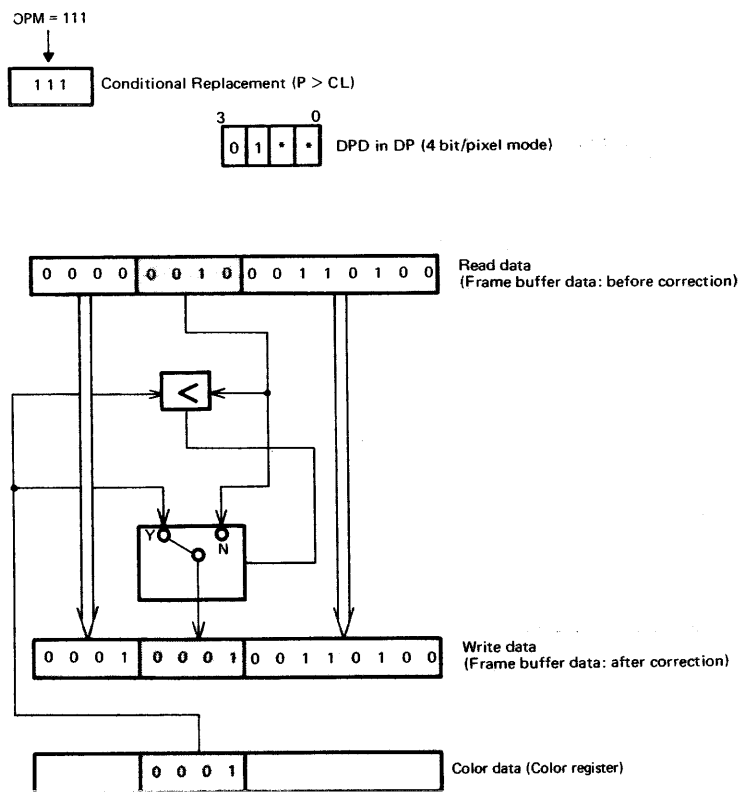 OPM = 111
1 1 1 Conditional Replacement (P > CL)
3 0
0 1 * * DPD in DP (4 bit/pixel mode)
0 0 0 0 0 0 1 0 0 0 1 1 0 1 0 0 Read data
(Frame buffer data: before correction)
<
Y N
0 0 0 1 0 0 0 1 0 0 1 1 0 1 0 0 Write data
(Frame buffer data: after correction)
0 0 0 1 Color data (Color register)